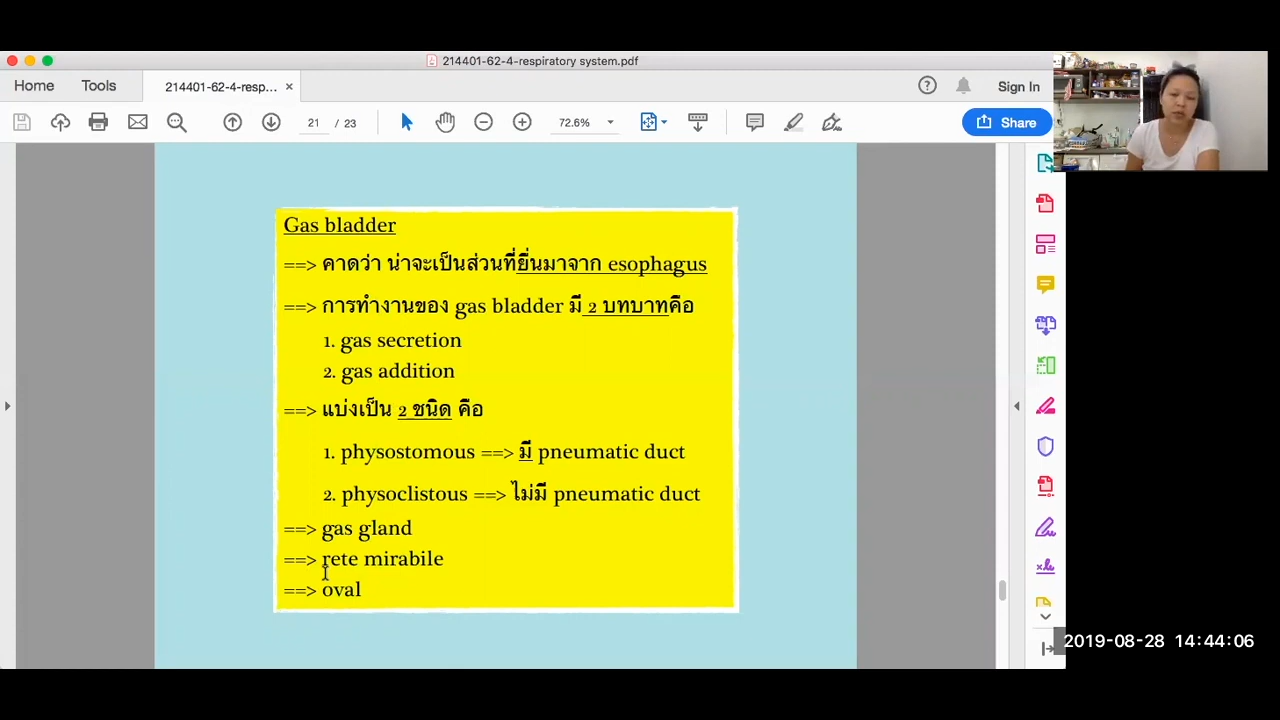 214401-62-4-respiratory system.pdf
Home
Tools
214401-62-4-resp...
Sign In
21 / 23
72.6%
Share
Gas bladder
==> คาดว่า น่าจะเป็นส่วนที่ยื่นมาจาก esophagus
==> การทำงานของ gas bladder มี 2 บทบาทคือ
1. gas secretion
2. gas addition
==> แบ่งเป็น 2 ชนิด คือ
1. physostomous ==> มี pneumatic duct
2. physoclistous ==> ไม่มี pneumatic duct
==> gas gland
==> rete mirabile
==> oval
2019-08-28 14:44:06